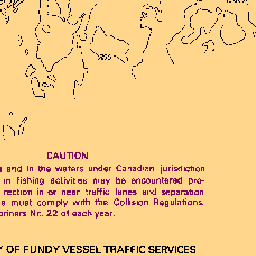 CAUTION
and in the waters under Canadian jurisdiction
in fishing activities may be encountered pre-
rection in or near traffic lanes and separation
must comply with the Collision Regulations.
ariners No. 22 of each year.
Y OF FUNDY VESSEL TRAFFIC SERVICES